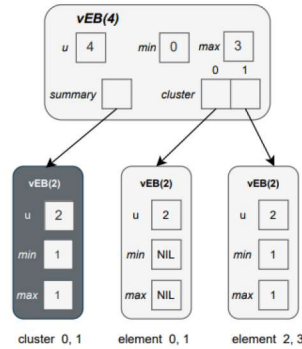 vEB(4)
u 4 min 0 max 3
0 1
summary cluster
vEB(2) vEB(2) vEB(2)
u 2 u 2 u 2
min 1 min NIL min 1
max 1 max NIL max 1
cluster 0, 1 element 0, 1 element 2, 3